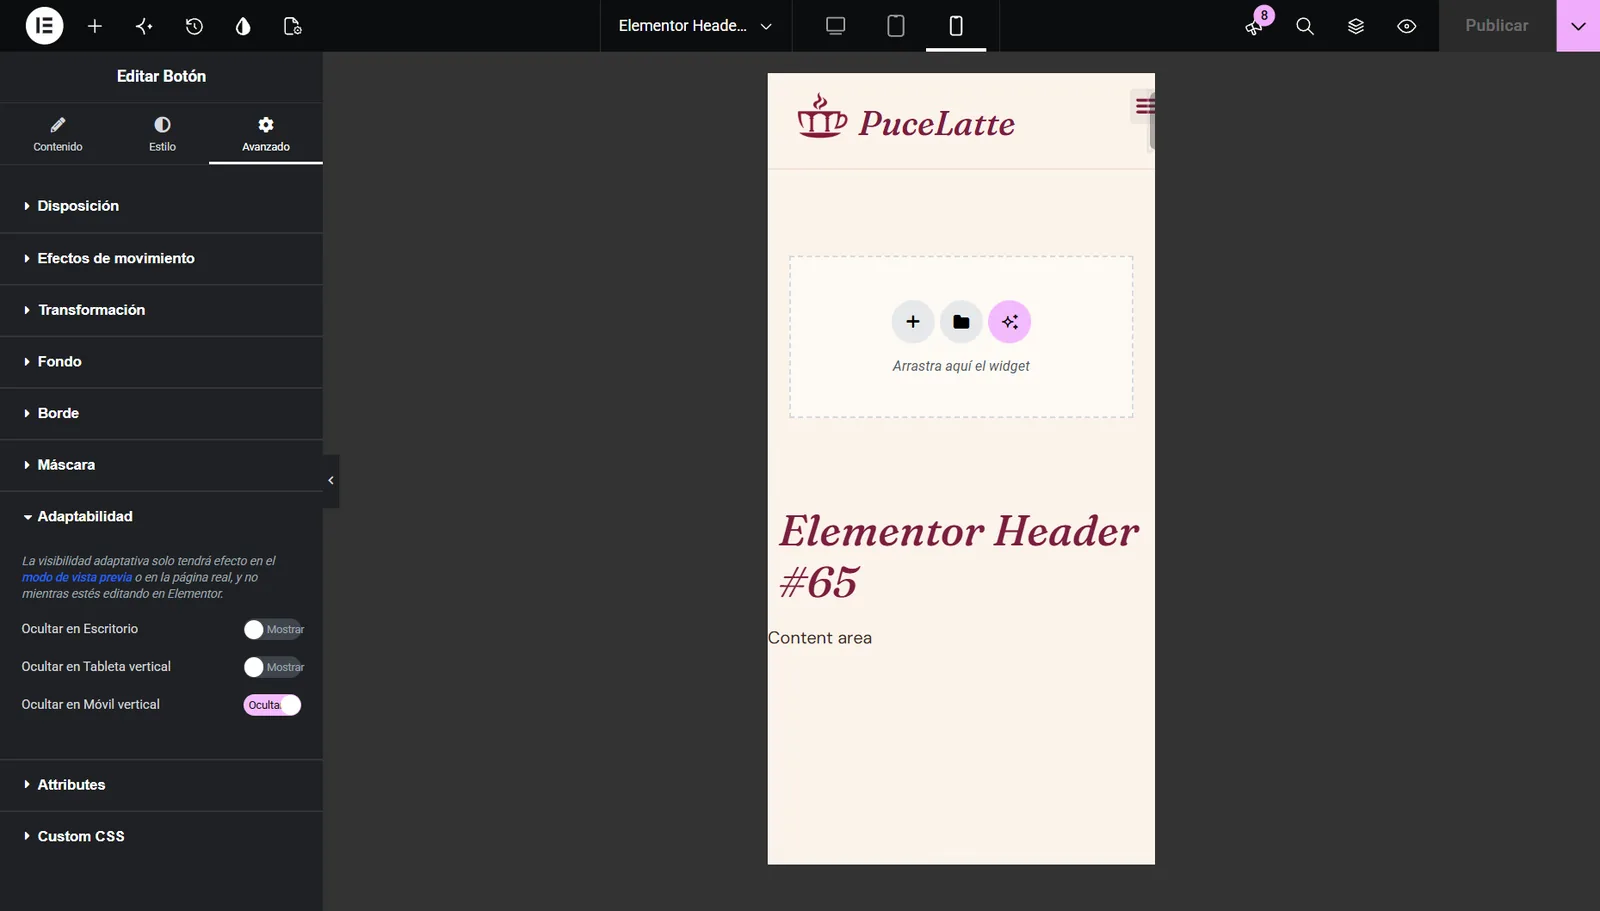 Elementor Heade...
8
Publicar
Editar Botón
Contenido
Estilo
Avanzado
Disposición
Efectos de movimiento
Transformación
Fondo
Borde
Máscara
Adaptabilidad
La visibilidad adaptativa solo tendrá efecto en el
modo de vista previa o en la página real, y no
mientras estés editando en Elementor.
Ocultar en Escritorio
Mostrar
Ocultar en Tableta vertical
Mostrar
Ocultar en Móvil vertical
Oculta
Attributes
Custom CSS
PuceLatte
Arrastra aquí el widget
Elementor Header
#65
Content area